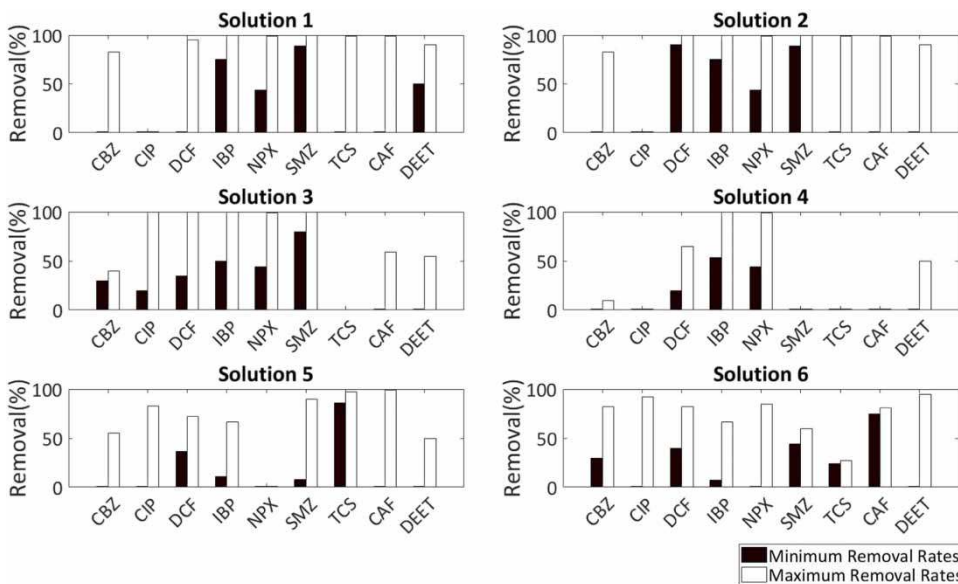 Solution 1
Removal(%)
100
50
0
CBZ CIP DCF IBP NPX SMZ TCS CAF DEET
Solution 2
Removal(%)
100
50
0
CBZ CIP DCF IBP NPX SMZ TCS CAF DEET
Solution 3
Removal(%)
100
50
0
CBZ CIP DCF IBP NPX SMZ TCS CAF DEET
Solution 4
Removal(%)
100
50
0
CBZ CIP DCF IBP NPX SMZ TCS CAF DEET
Solution 5
Removal(%)
100
50
0
CBZ CIP DCF IBP NPX SMZ TCS CAF DEET
Solution 6
Removal(%)
100
50
0
CBZ CIP DCF IBP NPX SMZ TCS CAF DEET
Minimum Removal Rates
Maximum Removal Rates